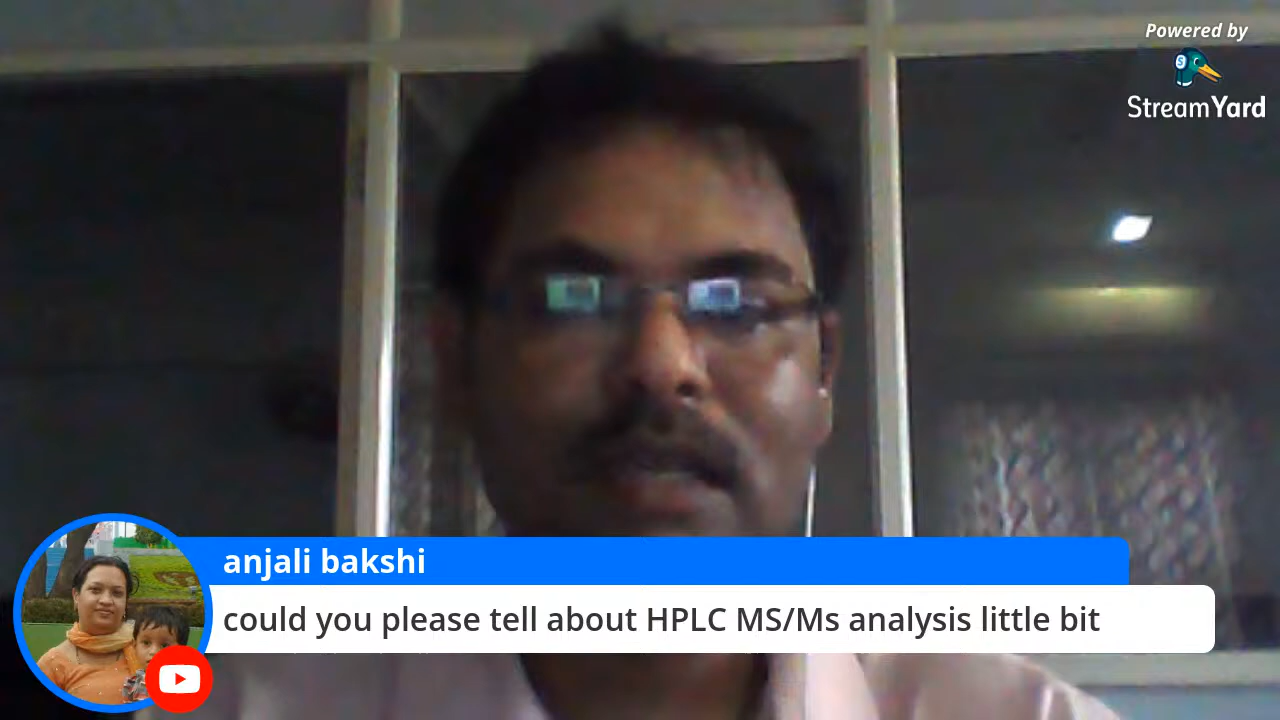 Powered by
StreamYard
anjali bakshi
could you please tell about HPLC MS/Ms analysis little bit